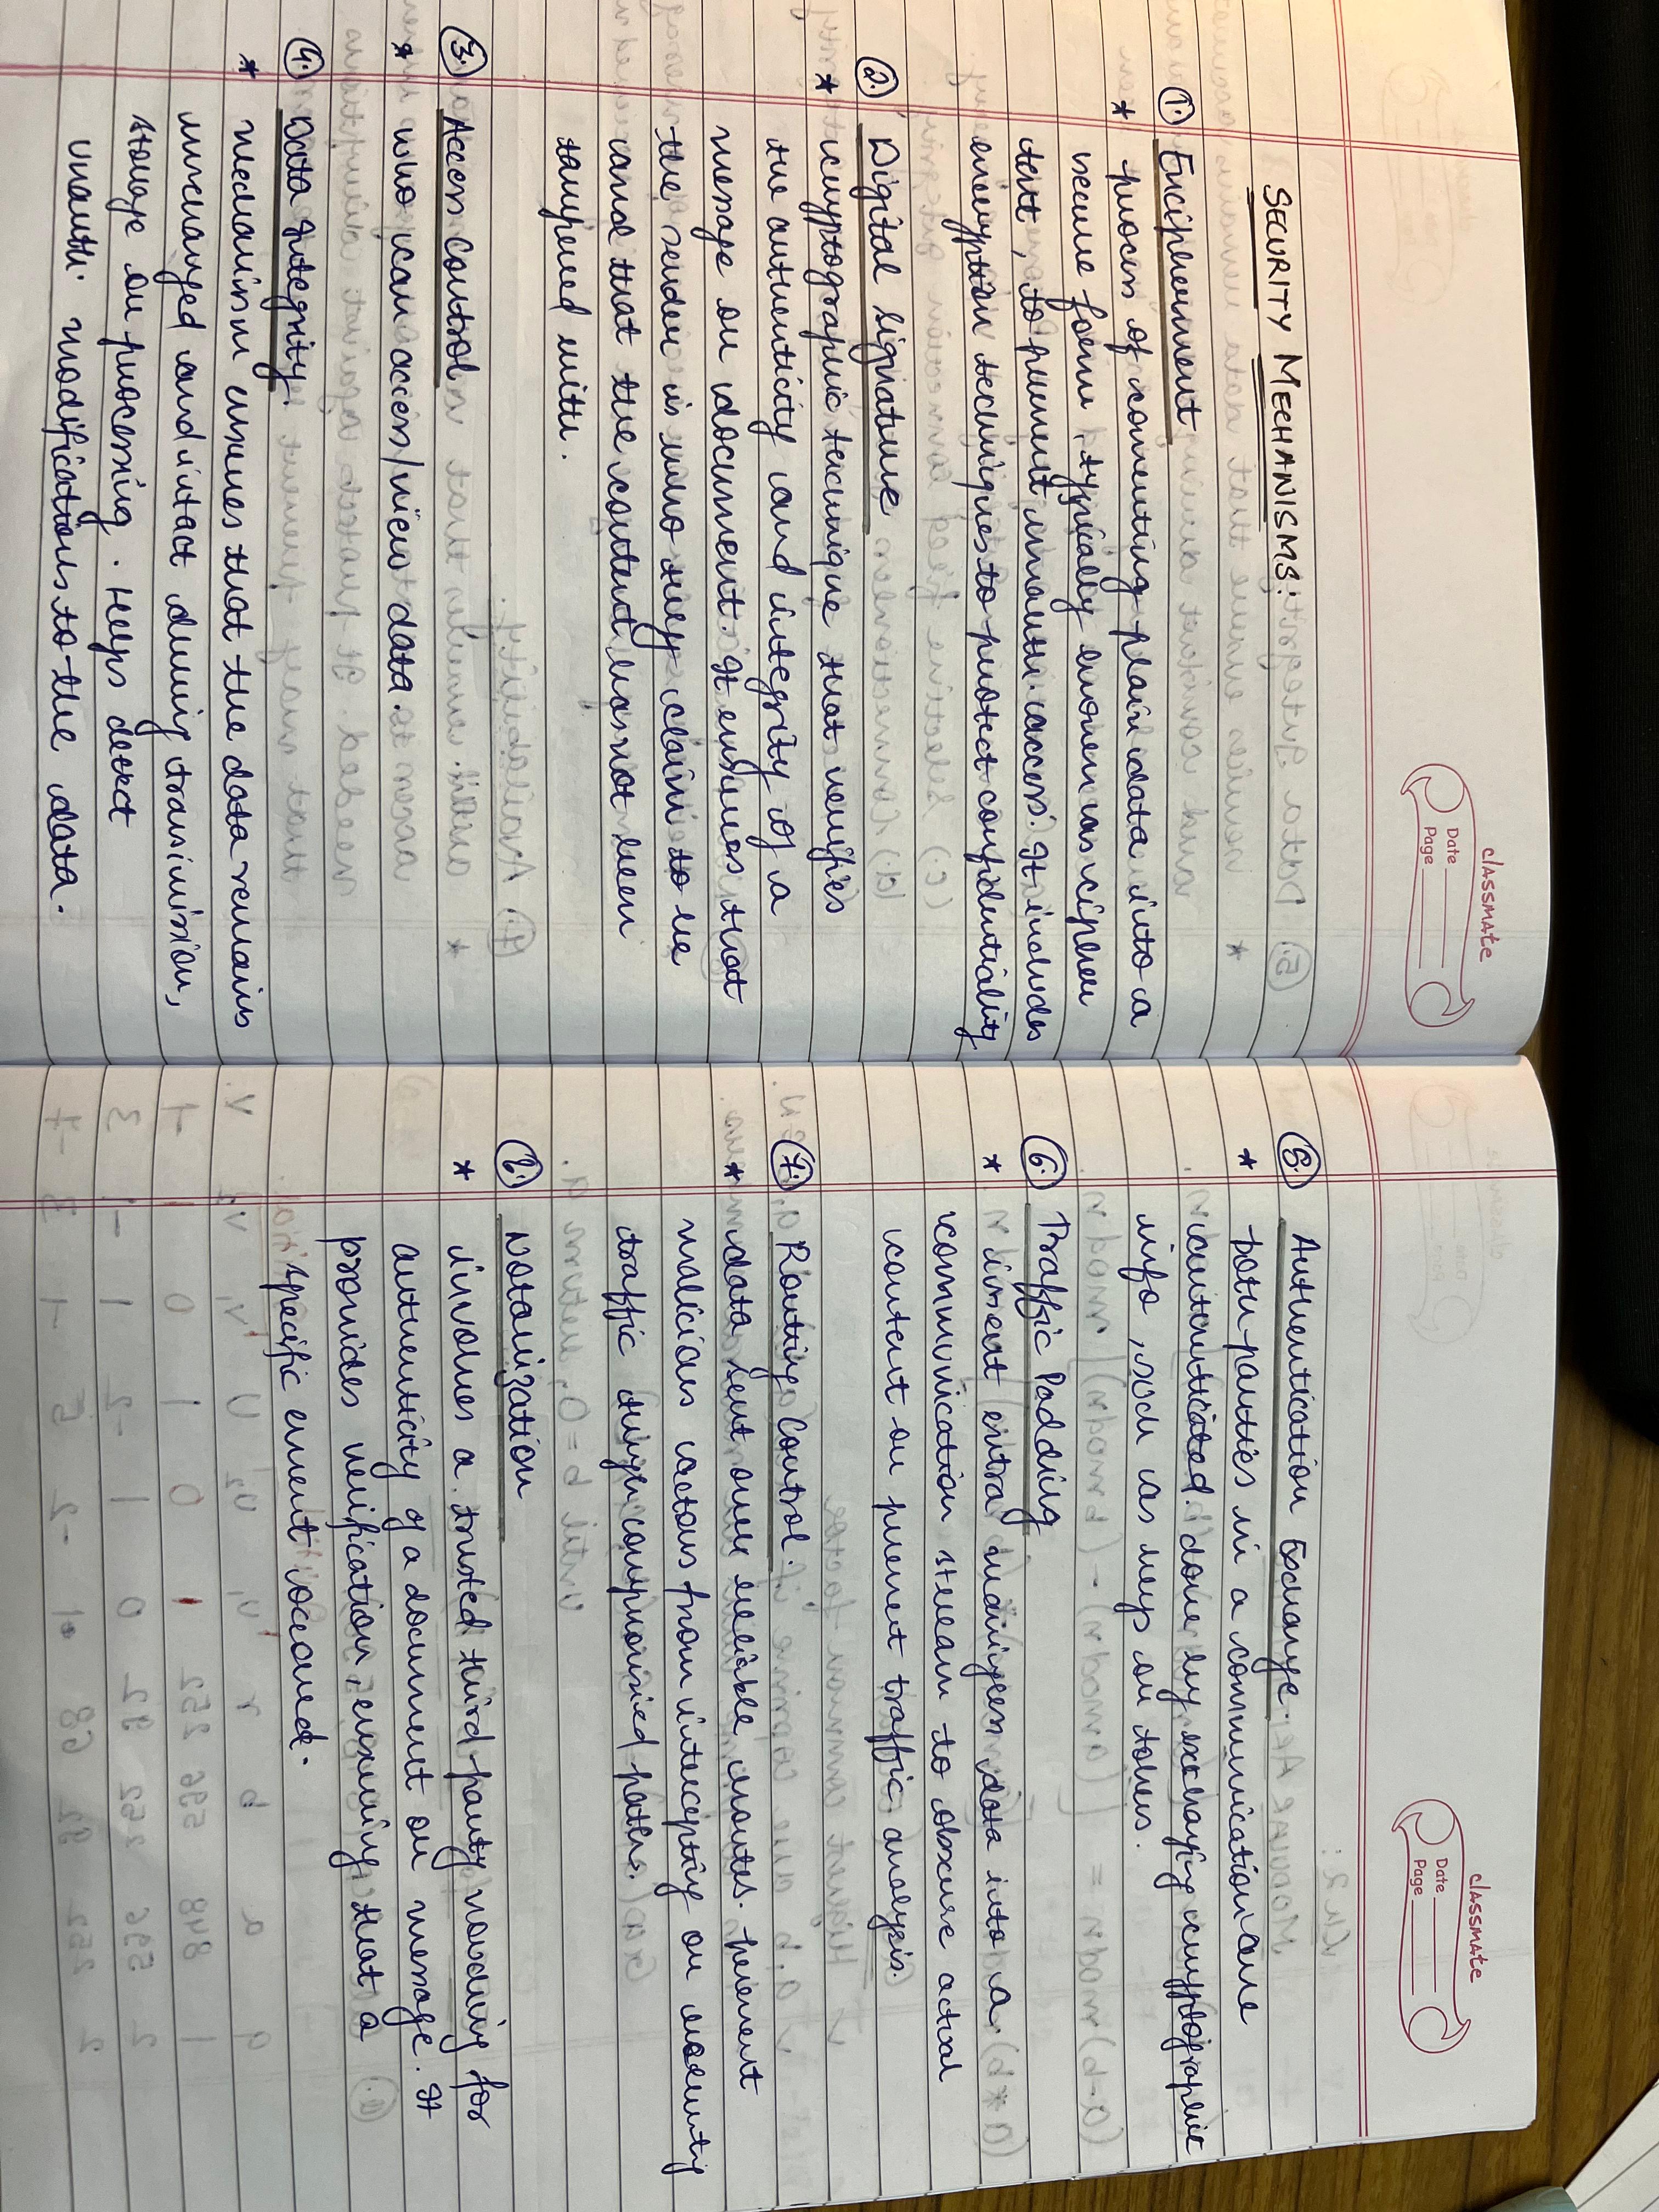 classmate
Date
Page
SECURITY MECHANISMS:
1. Encipherment
* process of converting plain data into a
secure form, typically known as cipher
text, to prevent unauth. access. It includes
encryption techniques to protect confidentiality
2. Digital Signature
* cryptographic technique that verifies
the authenticity and integrity of a
message or document. It ensures that
the sender is who they claim to be
and that the content has not been
tampered with.
3. Access Control
* who can access/view data.
4. Data Integrity.
* mechanism ensures that the data remains
unchanged and intact during transimission,
storage or processing. Helps detect
unauth. modifications to the data.
classmate
Date
Page
5. Authentication Exchange.
* both parties in a communication are
authenticated. done by exchanging cryptographic
info, such as keys or tokens.
6. Traffic Padding
* insert extra meaningless data into a
communication stream to obscure actual
content or prevent traffic analysis.
7. Routing Control.
* data sent over reliable routes. prevent
malicious actors from intercepting or
traffic through compromised paths.
8. Notarization
* involves a trusted third party for
authenticity of a document or message. It
provides verification, ensuring that a
specific event occured.